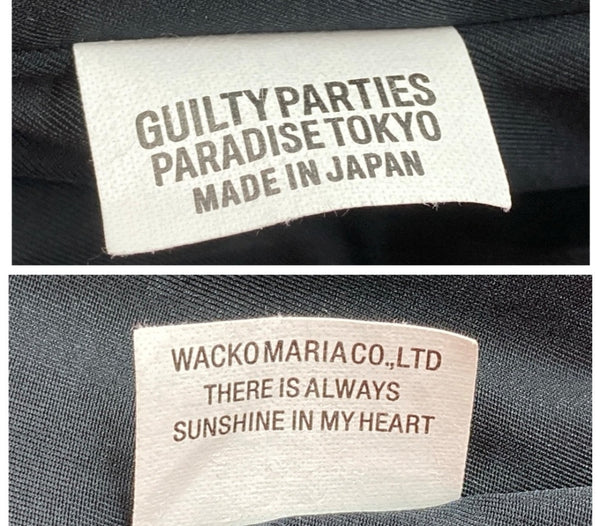 GUILTY PARTIES
PARADISE TOKYO
MADE IN JAPAN
WACKO MARIA CO.,LTD
THERE IS ALWAYS
SUNSHINE IN MY HEART